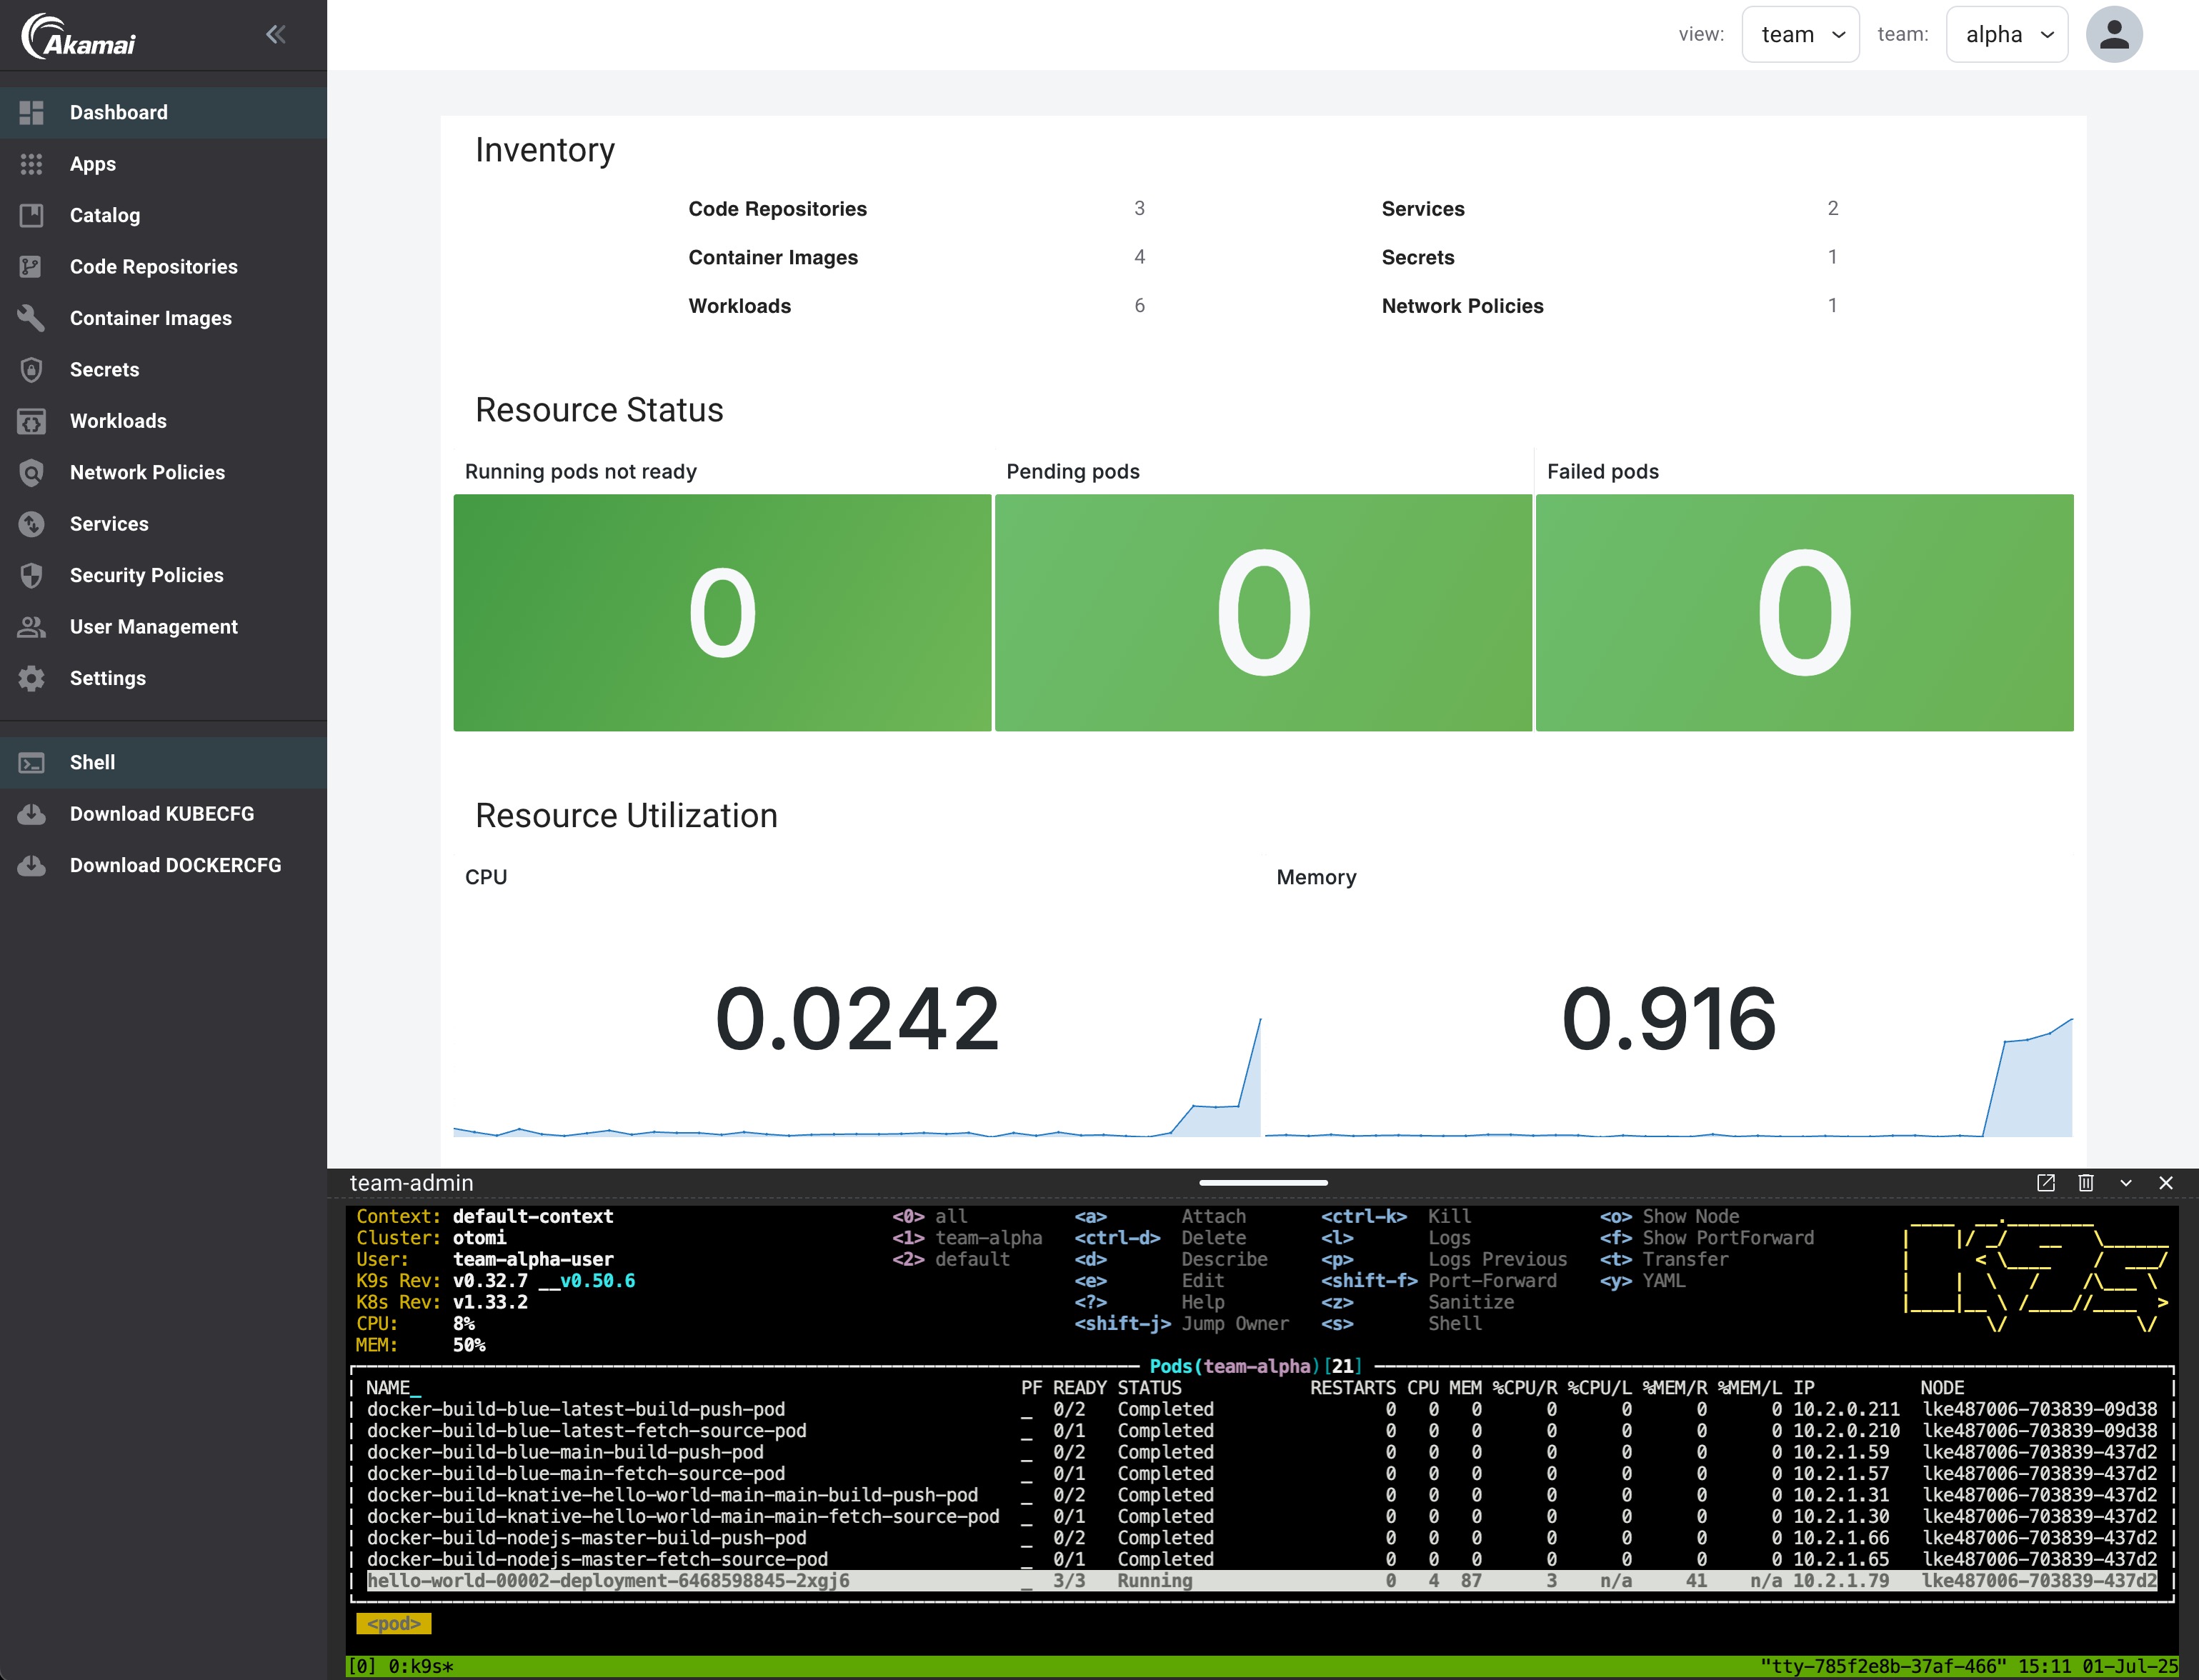 Akamai
view: team team: alpha
Dashboard
Apps
Catalog
Code Repositories
Container Images
Secrets
Workloads
Network Policies
Services
Security Policies
User Management
Settings
Shell
Download KUBECFG
Download DOCKERCFG
Inventory
Code Repositories 3 Services 2
Container Images 4 Secrets 1
Workloads 6 Network Policies 1
Resource Status
Running pods not ready Pending pods Failed pods
0 0 0
Resource Utilization
CPU Memory
0.0242 0.916
team-admin
Context: default-context <0> all <a> Attach <ctrl-k> Kill <o> Show Node
Cluster: otomi <1> team-alpha <ctrl-d> Delete <l> Logs <f> Show PortForward
User: team-alpha-user <2> default <d> Describe <p> Logs Previous <t> Transfer
K9s Rev: v0.32.7 __v0.50.6 <e> Edit <shift-f> Port-Forward <y> YAML
K8s Rev: v1.33.2 <?> Help <z> Sanitize
CPU: 8% <shift-j> Jump Owner <s> Shell
MEM: 50%
Pods(team-alpha)[21]
NAME_ PF READY STATUS RESTARTS CPU MEM %CPU/R %CPU/L %MEM/R %MEM/L IP NODE
docker-build-blue-latest-build-push-pod _ 0/2 Completed 0 0 0 0 0 0 0 10.2.0.211 lke487006-703839-09d38
docker-build-blue-latest-fetch-source-pod _ 0/1 Completed 0 0 0 0 0 0 0 10.2.0.210 lke487006-703839-09d38
docker-build-blue-main-build-push-pod _ 0/2 Completed 0 0 0 0 0 0 0 10.2.1.59 lke487006-703839-437d2
docker-build-blue-main-fetch-source-pod _ 0/1 Completed 0 0 0 0 0 0 0 10.2.1.57 lke487006-703839-437d2
docker-build-knative-hello-world-main-main-build-push-pod _ 0/2 Completed 0 0 0 0 0 0 0 10.2.1.31 lke487006-703839-437d2
docker-build-knative-hello-world-main-main-fetch-source-pod _ 0/1 Completed 0 0 0 0 0 0 0 10.2.1.30 lke487006-703839-437d2
docker-build-nodejs-master-build-push-pod _ 0/2 Completed 0 0 0 0 0 0 0 10.2.1.66 lke487006-703839-437d2
docker-build-nodejs-master-fetch-source-pod _ 0/1 Completed 0 0 0 0 0 0 0 10.2.1.65 lke487006-703839-437d2
hello-world-00002-deployment-6468598845-2xgj6 _ 3/3 Running 0 4 87 3 n/a 41 n/a 10.2.1.79 lke487006-703839-437d2
<pod>
[0] 0:k9s* "tty-785f2e8b-37af-466" 15:11 01-Jul-25